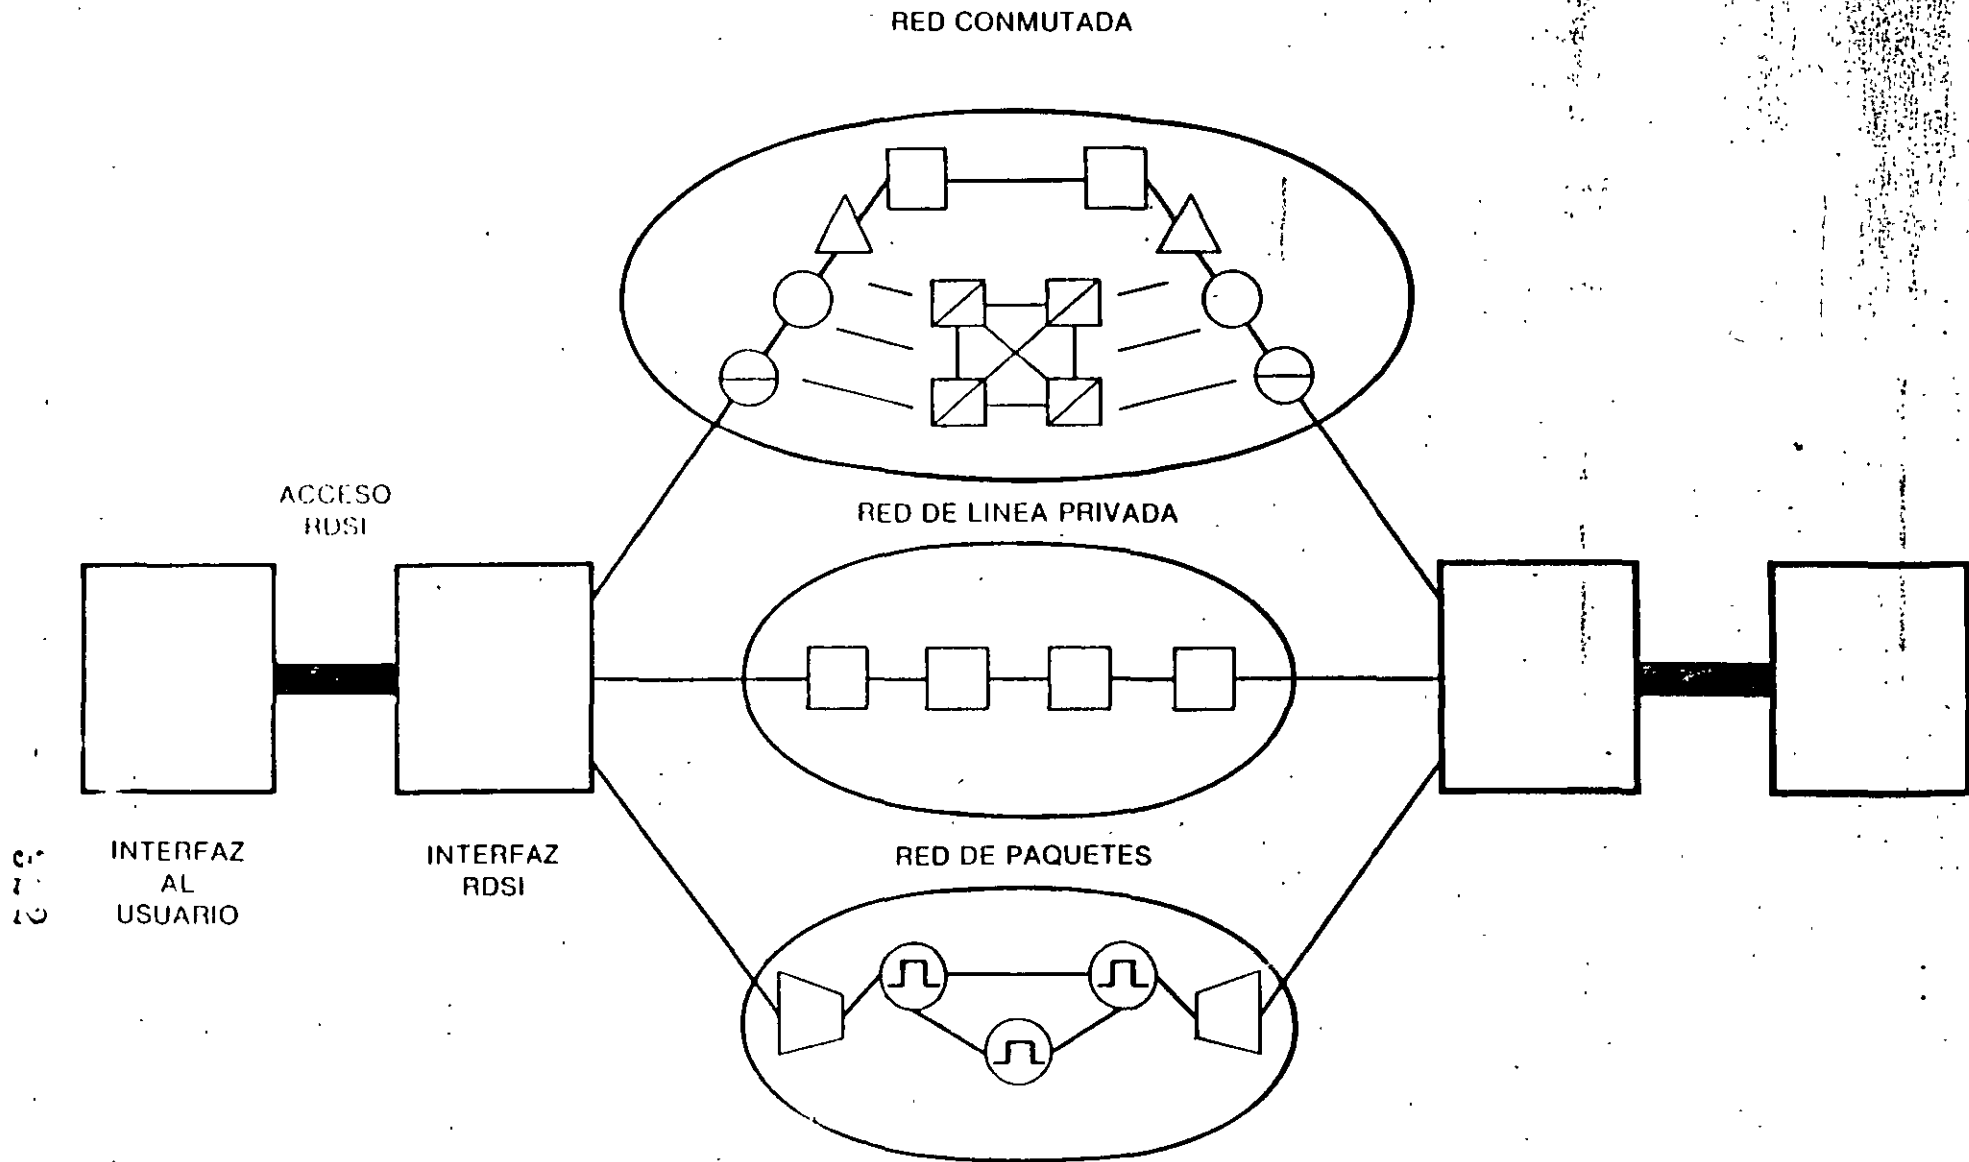 RED CONMUTADA
ACCESO
RDSI
RED DE LINEA PRIVADA
INTERFAZ
AL
USUARIO
INTERFAZ
RDSI
RED DE PAQUETES